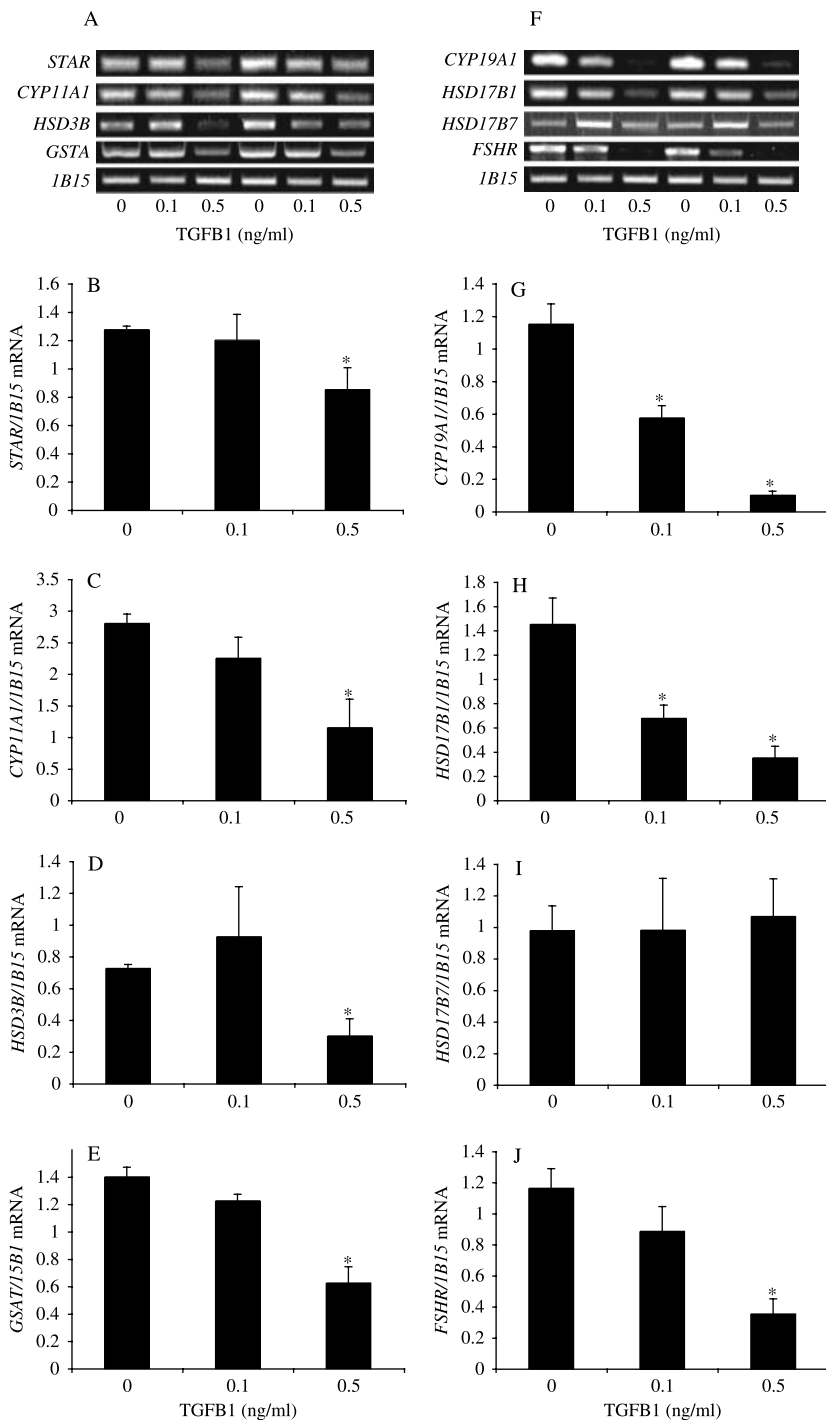 A
STAR
CYP11A1
HSD3B
GSTA
1B15
0 0.1 0.5 0 0.1 0.5
TGFB1 (ng/ml)
F
CYP19A1
HSD17B1
HSD17B7
FSHR
1B15
0 0.1 0.5 0 0.1 0.5
TGFB1 (ng/ml)
B
STAR/1B15 mRNA
1.6
1.4
1.2
1
0.8
0.6
0.4
0.2
0
*
0 0.1 0.5
G
CYP19A1/1B15 mRNA
1.4
1.2
1
0.8
0.6
0.4
0.2
0
*
*
0 0.1 0.5
C
CYP11A1/1B15 mRNA
3.5
3
2.5
2
1.5
1
0.5
0
*
0 0.1 0.5
H
HSD17B1/1B15 mRNA
1.8
1.6
1.4
1.2
1
0.8
0.6
0.4
0.2
0
*
*
0 0.1 0.5
D
HSD3B/1B15 mRNA
1.4
1.2
1
0.8
0.6
0.4
0.2
0
*
0 0.1 0.5
I
HSD17B7/1B15 mRNA
1.4
1.2
1
0.8
0.6
0.4
0.2
0
0 0.1 0.5
E
GSAT/15B1 mRNA
1.4
1.2
1
0.8
0.6
0.4
0.2
0
*
0 0.1 0.5
TGFB1 (ng/ml)
J
FSHR/1B15 mRNA
1.4
1.2
1
0.8
0.6
0.4
0.2
0
*
0 0.1 0.5
TGFB1 (ng/ml)